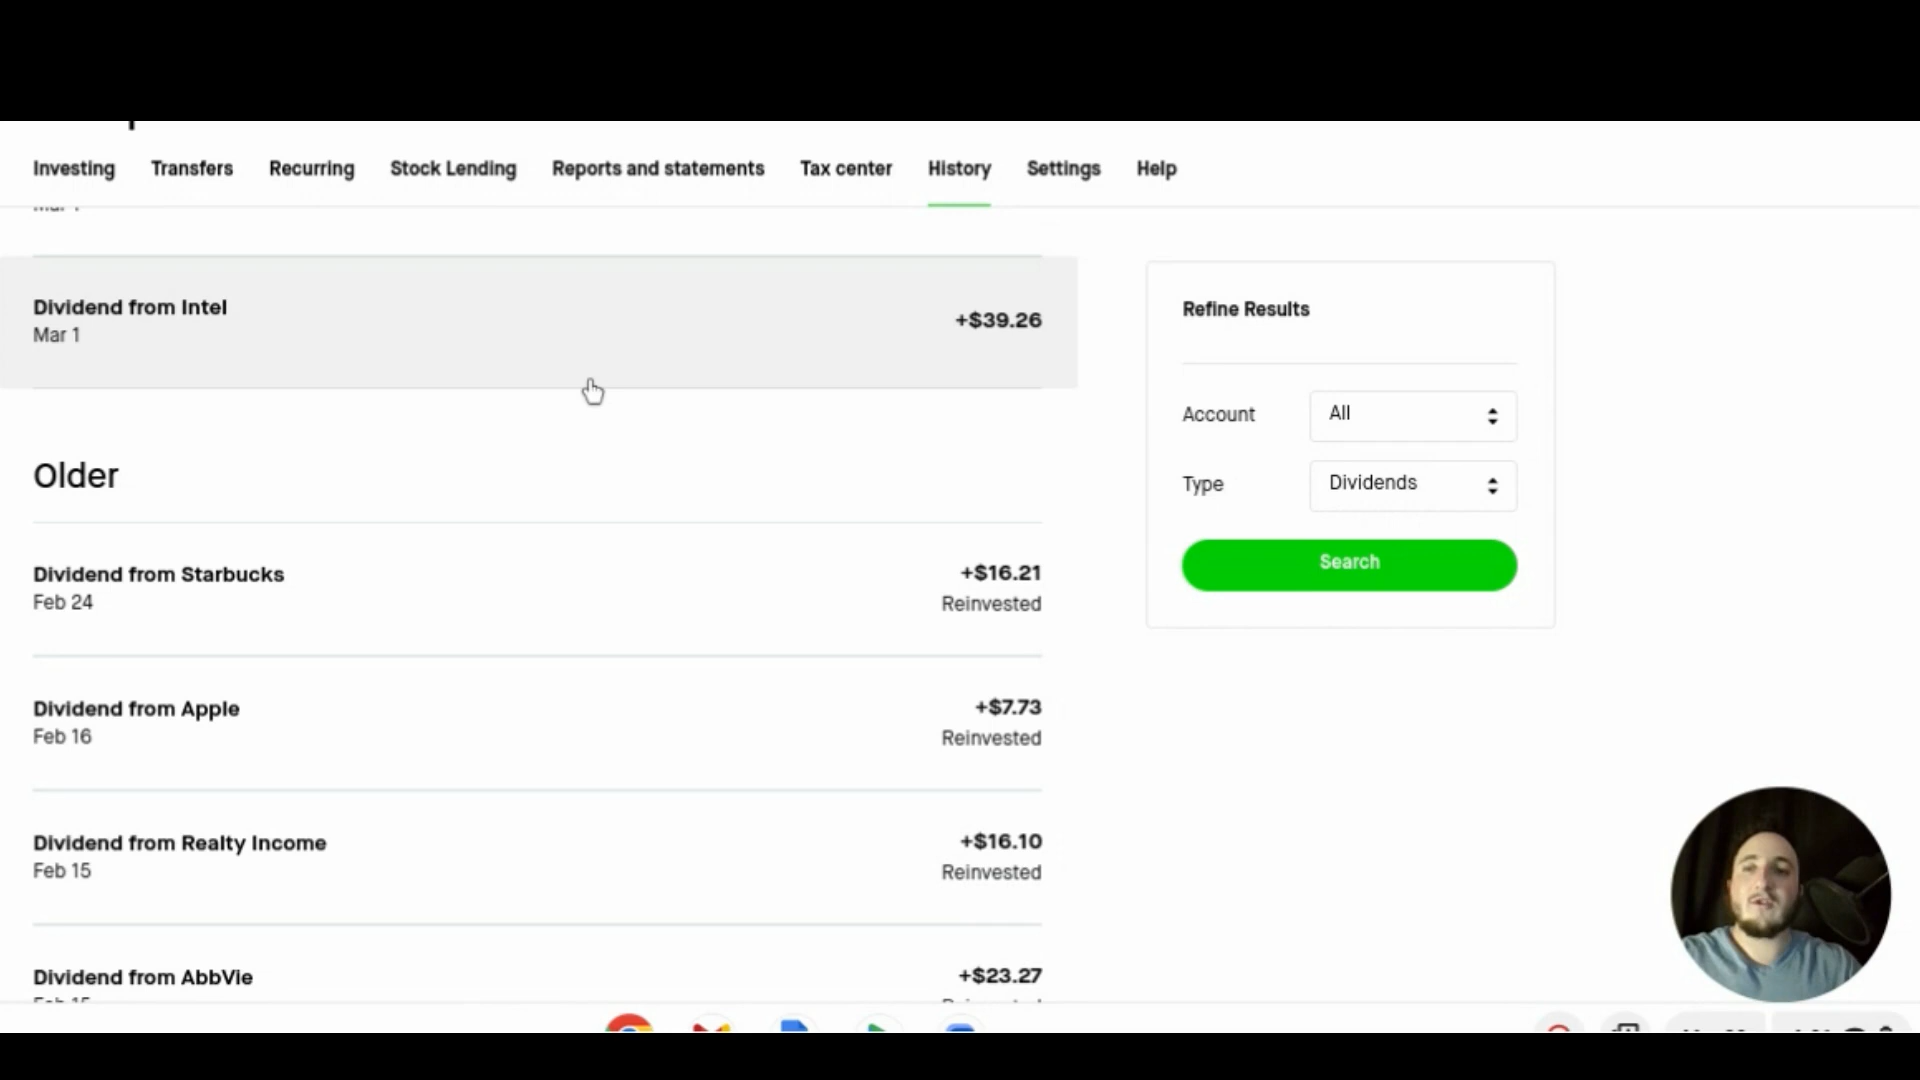 Investing Transfers Recurring Stock Lending Reports and statements Tax center History Settings Help
Dividend from Intel
Mar 1
+$39.26
Older
Dividend from Starbucks
Feb 24
+$16.21
Reinvested
Dividend from Apple
Feb 16
+$7.73
Reinvested
Dividend from Realty Income
Feb 15
+$16.10
Reinvested
Dividend from AbbVie
+$23.27
Refine Results
Account All
Type Dividends
Search